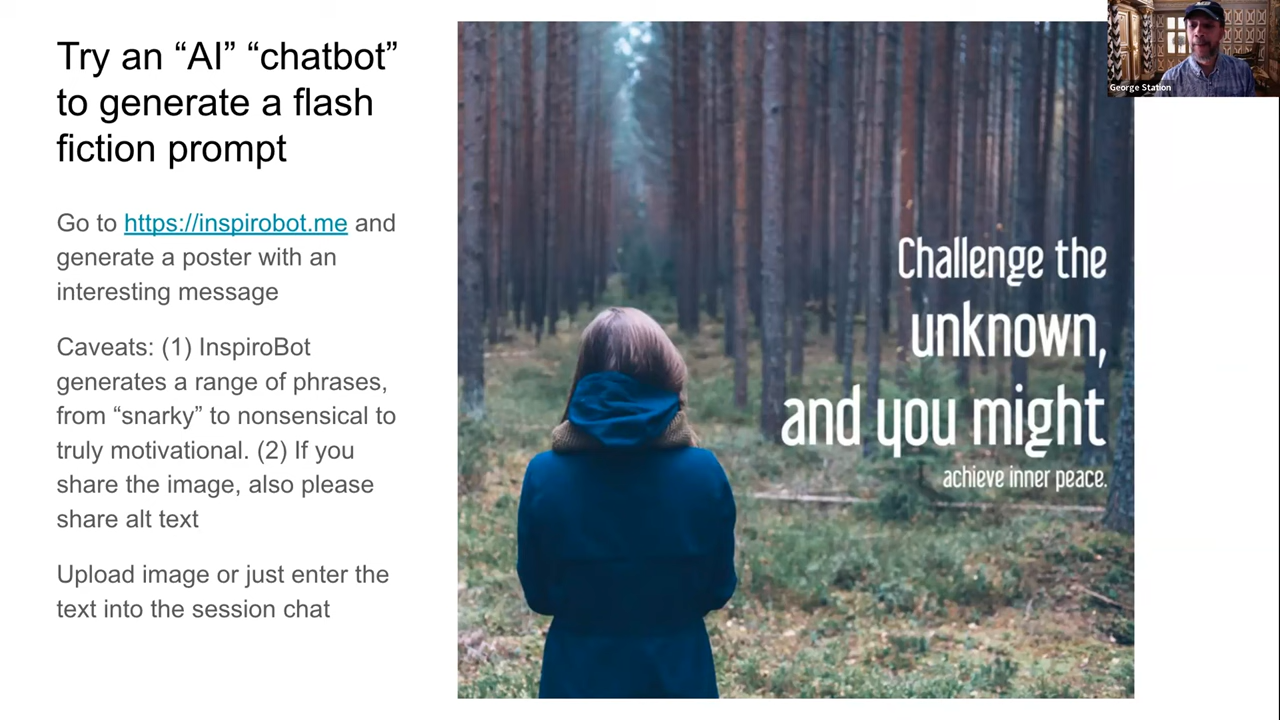 Try an “AI” “chatbot”
to generate a flash
fiction prompt
Go to https://inspirobot.me and
generate a poster with an
interesting message
Caveats: (1) InspiroBot
generates a range of phrases,
from “snarky” to nonsensical to
truly motivational. (2) If you
share the image, also please
share alt text
Upload image or just enter the
text into the session chat
Challenge the
unknown,
and you might
achieve inner peace.
George Station